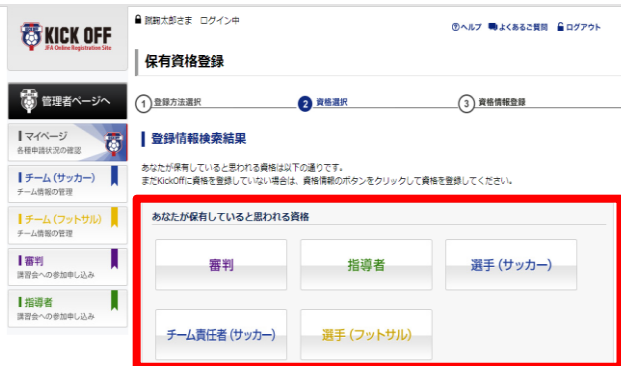 KICK OFF
JFA Online Registration Site
蹴鞠太郎さま ログイン中
ヘルプ よくあるご質問 ログアウト
保有資格登録
管理者ページへ
1 登録方法選択 2 資格選択 3 資格情報登録
マイページ
各種申請状況の確認
チーム (サッカー)
チーム情報の管理
チーム (フットサル)
チーム情報の管理
審判
講習会への参加申し込み
指導者
講習会への参加申し込み
登録情報検索結果
あなたが保有していると思われる資格は以下の通りです。
まだKickOffに資格を登録していない場合は、資格情報のボタンをクリックして資格を登録してください。
あなたが保有していると思われる資格
審判
指導者
選手 (サッカー)
チーム責任者 (サッカー)
選手 (フットサル)